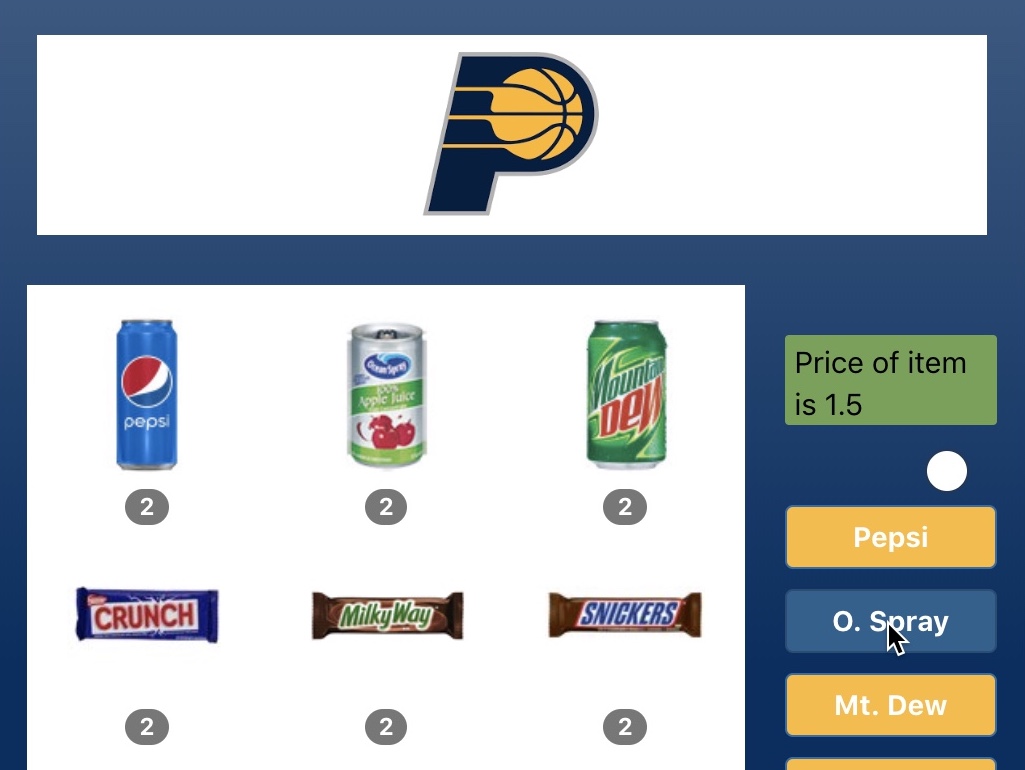 pepsi
Ocean Spray
100%
Apple Juice
Mountain
Dew
2
2
2
Nestle
CRUNCH
Milky Way
SNICKERS
2
2
2
Price of item
is 1.5
Pepsi
O. Spray
Mt. Dew